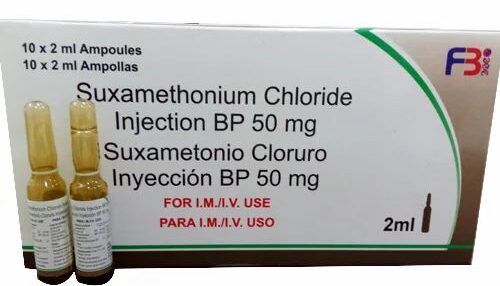 10 x 2 ml Ampoules
10 x 2 ml Ampollas
FB
Suxamethonium Chloride
Injection BP 50 mg
Suxametonio Cloruro
Inyección BP 50 mg
FOR I.M./I.V. USE
PARA I.M./I.V. USO
2ml